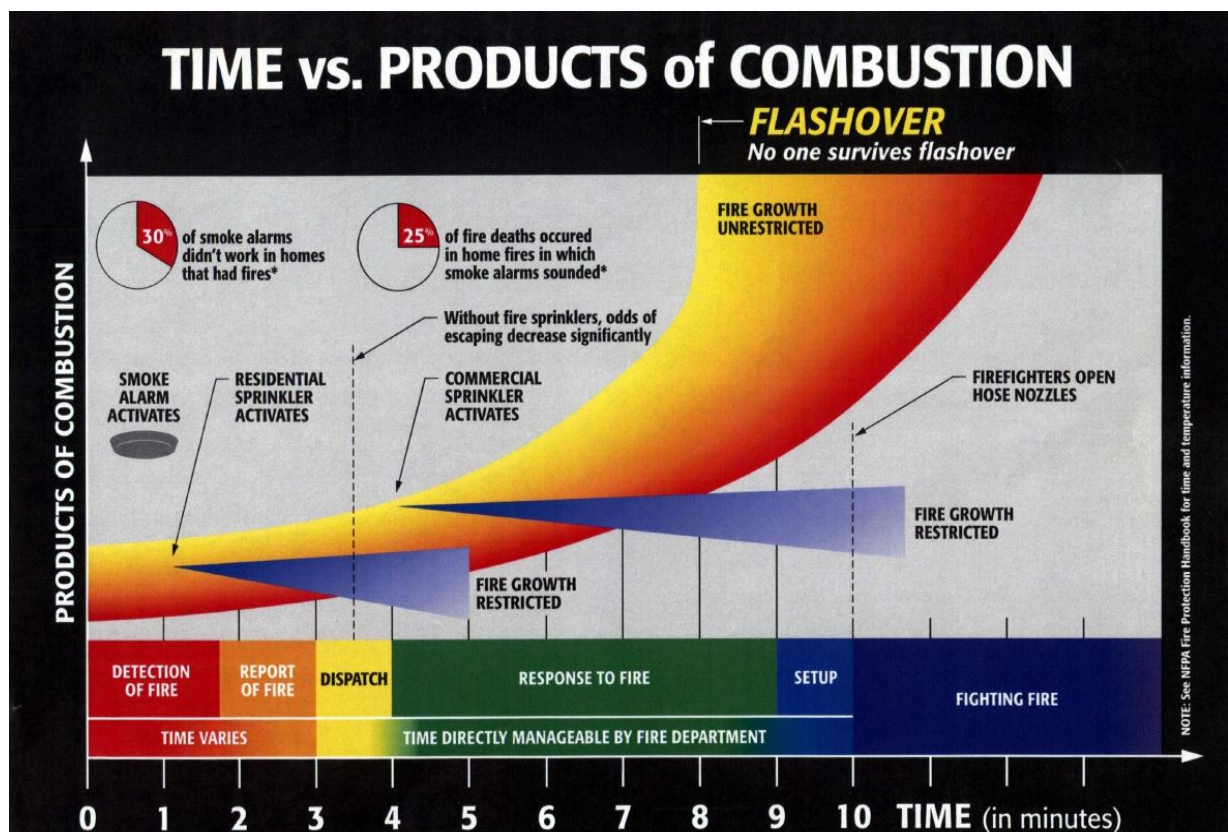 TIME vs. PRODUCTS of COMBUSTION
FLASHOVER
No one survives flashover
30%
of smoke alarms
didn't work in homes
that had fires*
25%
of fire deaths occured
in home fires in which
smoke alarms sounded*
FIRE GROWTH
UNRESTRICTED
Without fire sprinklers, odds of
escaping decrease significantly
SMOKE
ALARM
ACTIVATES
RESIDENTIAL
SPRINKLER
ACTIVATES
COMMERCIAL
SPRINKLER
ACTIVATES
FIREFIGHTERS OPEN
HOSE NOZZLES
FIRE GROWTH
RESTRICTED
FIRE GROWTH
RESTRICTED
PRODUCTS OF COMBUSTION
NOTE: See NFPA Fire Protection Handbook for time and temperature information.
DETECTION
OF FIRE
REPORT
OF FIRE
DISPATCH
RESPONSE TO FIRE
SETUP
FIGHTING FIRE
TIME VARIES
TIME DIRECTLY MANAGEABLE BY FIRE DEPARTMENT
0 1 2 3 4 5 6 7 8 9 10 TIME (in minutes)